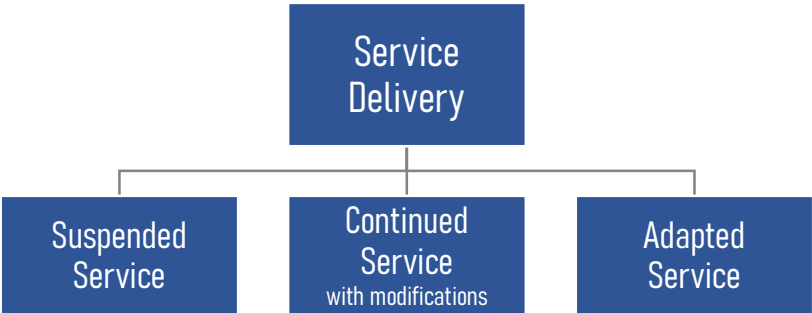 Service
Delivery
Suspended
Service
Continued
Service
with modifications
Adapted
Service